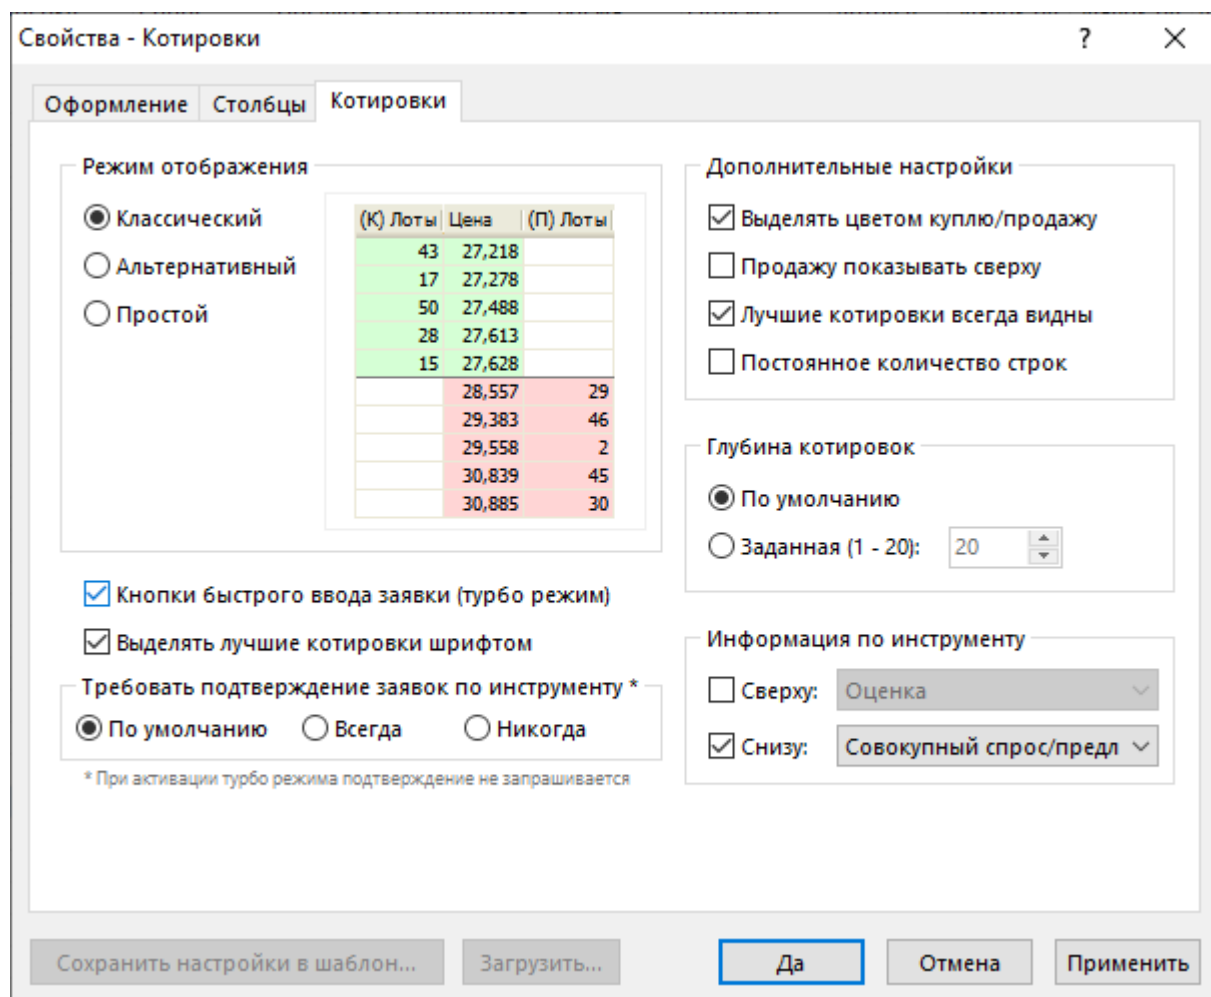 Свойства - Котировки
?
Оформление Столбцы Котировки
Режим отображения
Классический
Альтернативный
Простой
(К) Лоты Цена (П) Лоты
43 27,218
17 27,278
50 27,488
28 27,613
15 27,628
28,557 29
29,383 46
29,558 2
30,839 45
30,885 30
Кнопки быстрого ввода заявки (турбо режим)
Выделять лучшие котировки шрифтом
Требовать подтверждение заявок по инструменту *
По умолчанию Всегда Никогда
* При активации турбо режима подтверждение не запрашивается
Дополнительные настройки
Выделять цветом куплю/продажу
Продажу показывать сверху
Лучшие котировки всегда видны
Постоянное количество строк
Глубина котировок
По умолчанию
Заданная (1 - 20): 20
Информация по инструменту
Сверху: Оценка
Снизу: Совокупный спрос/предл
Сохранить настройки в шаблон... Загрузить... Да Отмена Применить